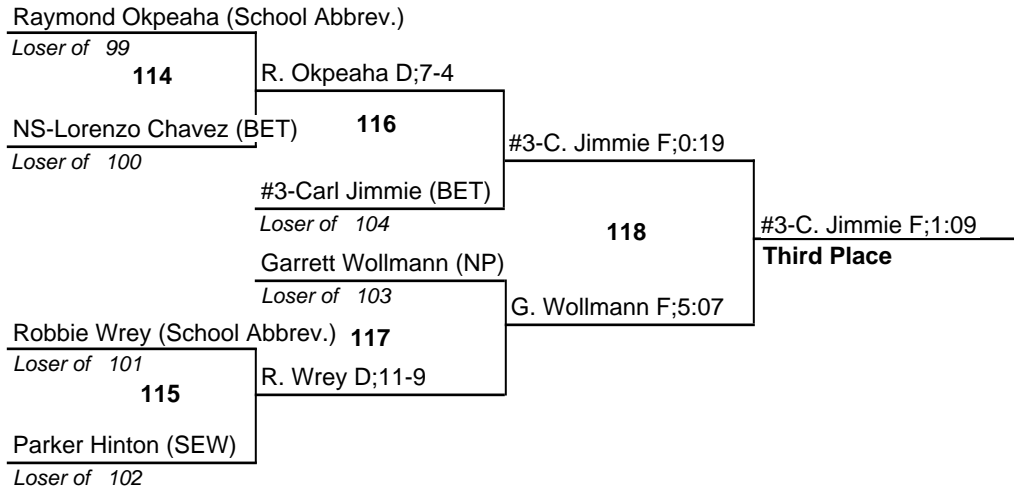 Raymond Okpeaha (School Abbrev.)
Loser of 99
114
R. Okpeaha D;7-4
NS-Lorenzo Chavez (BET)
Loser of 100
116
#3-C. Jimmie F;0:19
#3-Carl Jimmie (BET)
Loser of 104
118
#3-C. Jimmie F;1:09
Third Place
Garrett Wollmann (NP)
Loser of 103
G. Wollmann F;5:07
Robbie Wrey (School Abbrev.)
117
Loser of 101
115
R. Wrey D;11-9
Parker Hinton (SEW)
Loser of 102